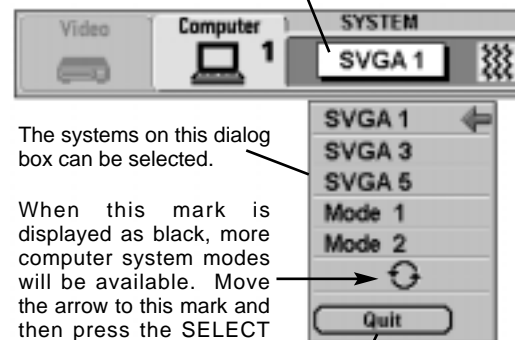 Video
Computer 1
SYSTEM
SVGA 1
The systems on this dialog
box can be selected.
When this mark is
displayed as black, more
computer system modes
will be available. Move
the arrow to this mark and
then press the SELECT
SVGA 1
SVGA 3
SVGA 5
Mode 1
Mode 2
Quit